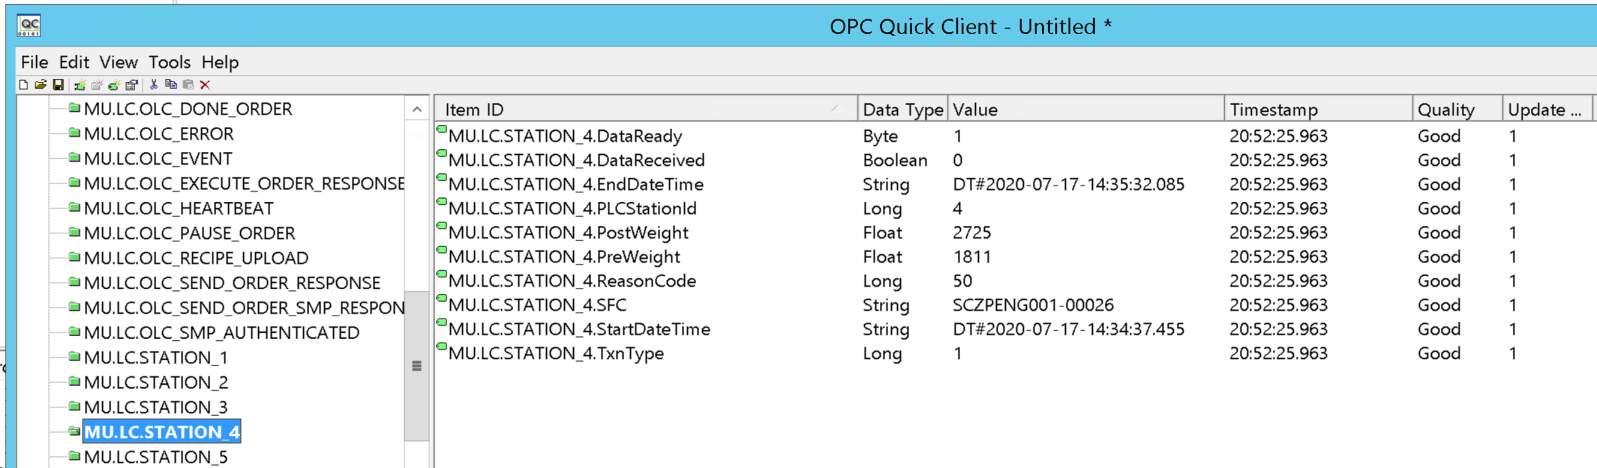 OPC Quick Client - Untitled *
File Edit View Tools Help
MU.LC.OLC_DONE_ORDER
MU.LC.OLC_ERROR
MU.LC.OLC_EVENT
MU.LC.OLC_EXECUTE_ORDER_RESPONSE
MU.LC.OLC_HEARTBEAT
MU.LC.OLC_PAUSE_ORDER
MU.LC.OLC_RECIPE_UPLOAD
MU.LC.OLC_SEND_ORDER_RESPONSE
MU.LC.OLC_SEND_ORDER_SMP_RESPON
MU.LC.OLC_SMP_AUTHENTICATED
MU.LC.STATION_1
MU.LC.STATION_2
MU.LC.STATION_3
MU.LC.STATION_4
MU.LC.STATION_5
Item ID Data Type Value Timestamp Quality Update ...
MU.LC.STATION_4.DataReady Byte 1 20:52:25.963 Good 1
MU.LC.STATION_4.DataReceived Boolean 0 20:52:25.963 Good 1
MU.LC.STATION_4.EndDateTime String DT#2020-07-17-14:35:32.085 20:52:25.963 Good 1
MU.LC.STATION_4.PLCStationId Long 4 20:52:25.963 Good 1
MU.LC.STATION_4.PostWeight Float 2725 20:52:25.963 Good 1
MU.LC.STATION_4.PreWeight Float 1811 20:52:25.963 Good 1
MU.LC.STATION_4.ReasonCode Long 50 20:52:25.963 Good 1
MU.LC.STATION_4.SFC String SCZPENG001-00026 20:52:25.963 Good 1
MU.LC.STATION_4.StartDateTime String DT#2020-07-17-14:34:37.455 20:52:25.963 Good 1
MU.LC.STATION_4.TxnType Long 1 20:52:25.963 Good 1